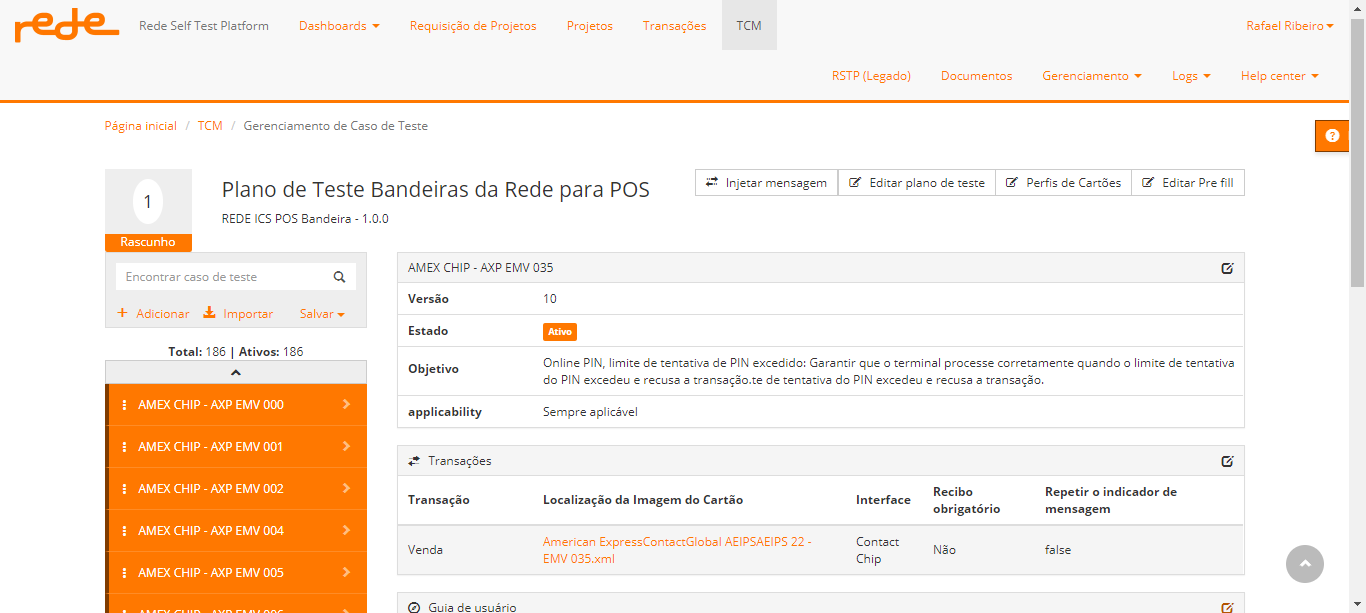 rede
Rede Self Test Platform
Dashboards
Requisição de Projetos
Projetos
Transações
TCM
Rafael Ribeiro
RSTP (Legado)
Documentos
Gerenciamento
Logs
Help center
Página inicial / TCM / Gerenciamento de Caso de Teste
?
1
Rascunho
Plano de Teste Bandeiras da Rede para POS
REDE ICS POS Bandeira - 1.0.0
Injetar mensagem
Editar plano de teste
Perfis de Cartões
Editar Pre fill
Encontrar caso de teste
+ Adicionar
Importar
Salvar
Total: 186 | Ativos: 186
AMEX CHIP - AXP EMV 000
AMEX CHIP - AXP EMV 001
AMEX CHIP - AXP EMV 002
AMEX CHIP - AXP EMV 004
AMEX CHIP - AXP EMV 005
AMEX CHIP - AXP EMV 006
AMEX CHIP - AXP EMV 035
Versão 10
Estado Ativo
Objetivo
Online PIN, limite de tentativa de PIN excedido: Garantir que o terminal processe corretamente quando o limite de tentativa
do PIN excedeu e recusa a transação.te de tentativa do PIN excedeu e recusa a transação.
applicability Sempre aplicável
Transações
Transação
Localização da Imagem do Cartão
Interface
Recibo
obrigatório
Repetir o indicador de
mensagem
Venda
American ExpressContactGlobal AEIPSAEIPS 22 -
EMV 035.xml
Contact
Chip
Não
false
Guia de usuário